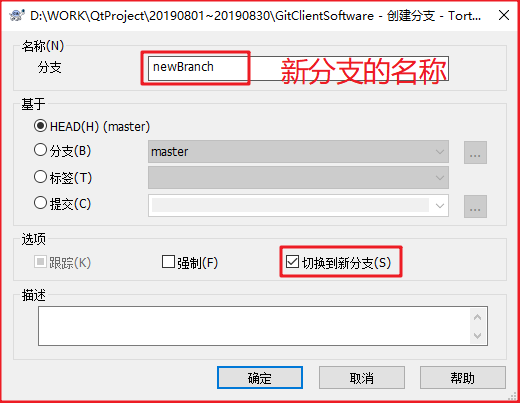 D:\WORK\QtProject\20190801~20190830\GitClientSoftware - 创建分支 - Tort...
名称(N)
分支 newBranch 新分支的名称
基于
HEAD(H) (master)
分支(B) master ...
标签(T)
提交(C) ...
选项
跟踪(K) 强制(F) 切换到新分支(S)
描述
确定 取消 帮助